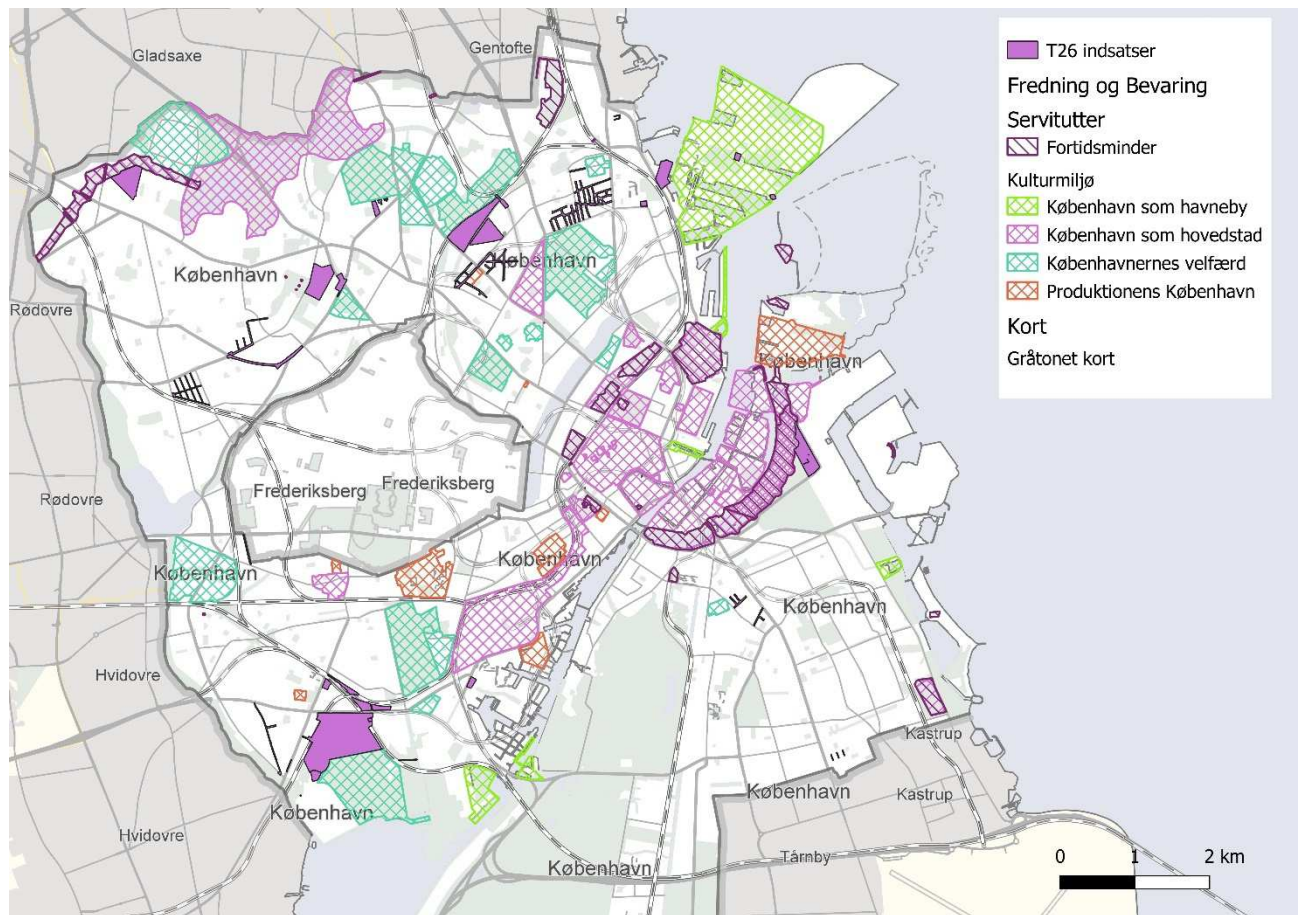 T26 indsatser
Fredning og Bevaring
Servitutter
Fortidsminder
Kulturmiljø
København som havneby
København som hovedstad
Københavnernes velfærd
Produktionens København
Kort
Gråtonet kort
Gladsaxe
Gentofte
København
København
Rødovre
København
Frederiksberg
Frederiksberg
Rødovre
København
København
København
Hvidovre
Kastrup
København
Kastrup
Hvidovre
København
Tårnby
København
0 1 2 km